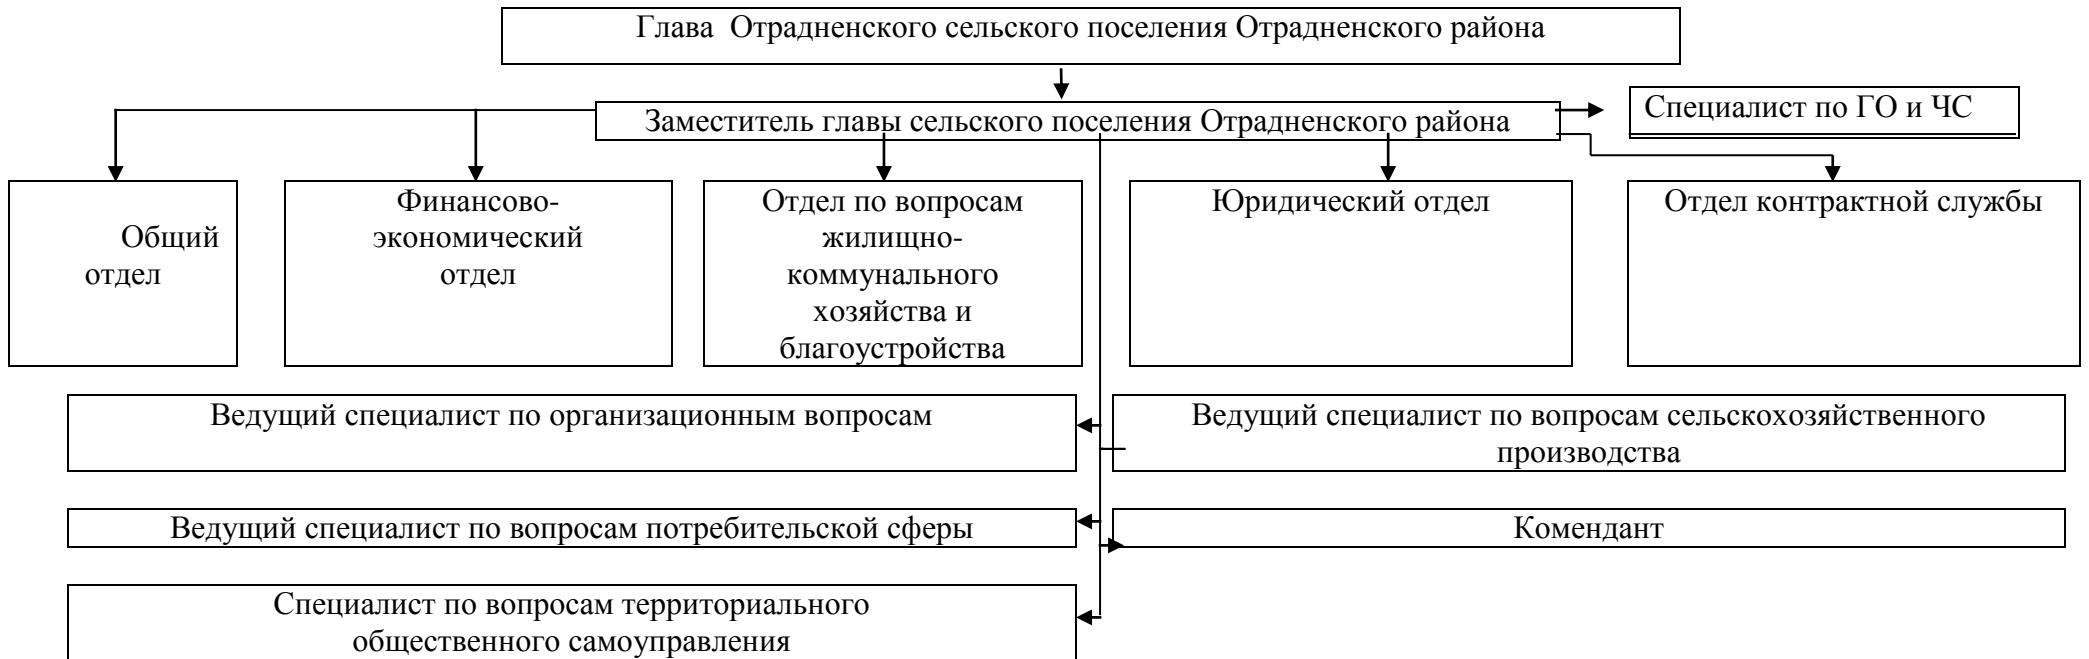 Глава Отрадненского сельского поселения Отрадненского района
Заместитель главы сельского поселения Отрадненского района
Специалист по ГО и ЧС
Общий
отдел
Финансово-
экономический
отдел
Отдел по вопросам
жилищно-
коммунального
хозяйства и
благоустройства
Юридический отдел
Отдел контрактной службы
Ведущий специалист по организационным вопросам
Ведущий специалист по вопросам сельскохозяйственного
производства
Ведущий специалист по вопросам потребительской сферы
Комендант
Специалист по вопросам территориального
общественного самоуправления